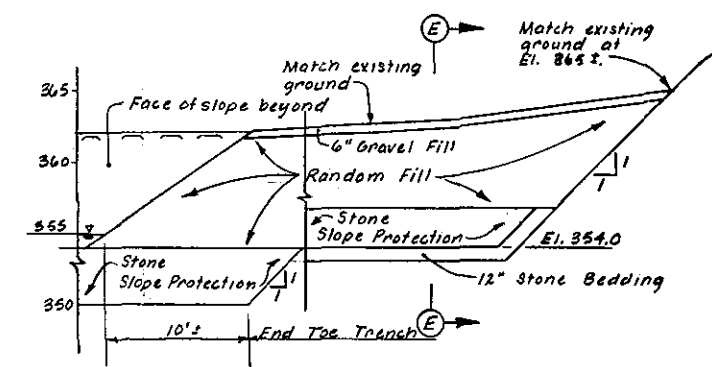 E
Match existing
ground at
El. 865±.
Match existing
ground
365
Face of slope beyond
6" Gravel Fill
360
Random Fill
1
1
355
Stone
Slope Protection
El. 354.0
Stone
Slope Protection
1
1
12" Stone Bedding
350
10'±
End Toe Trench
E